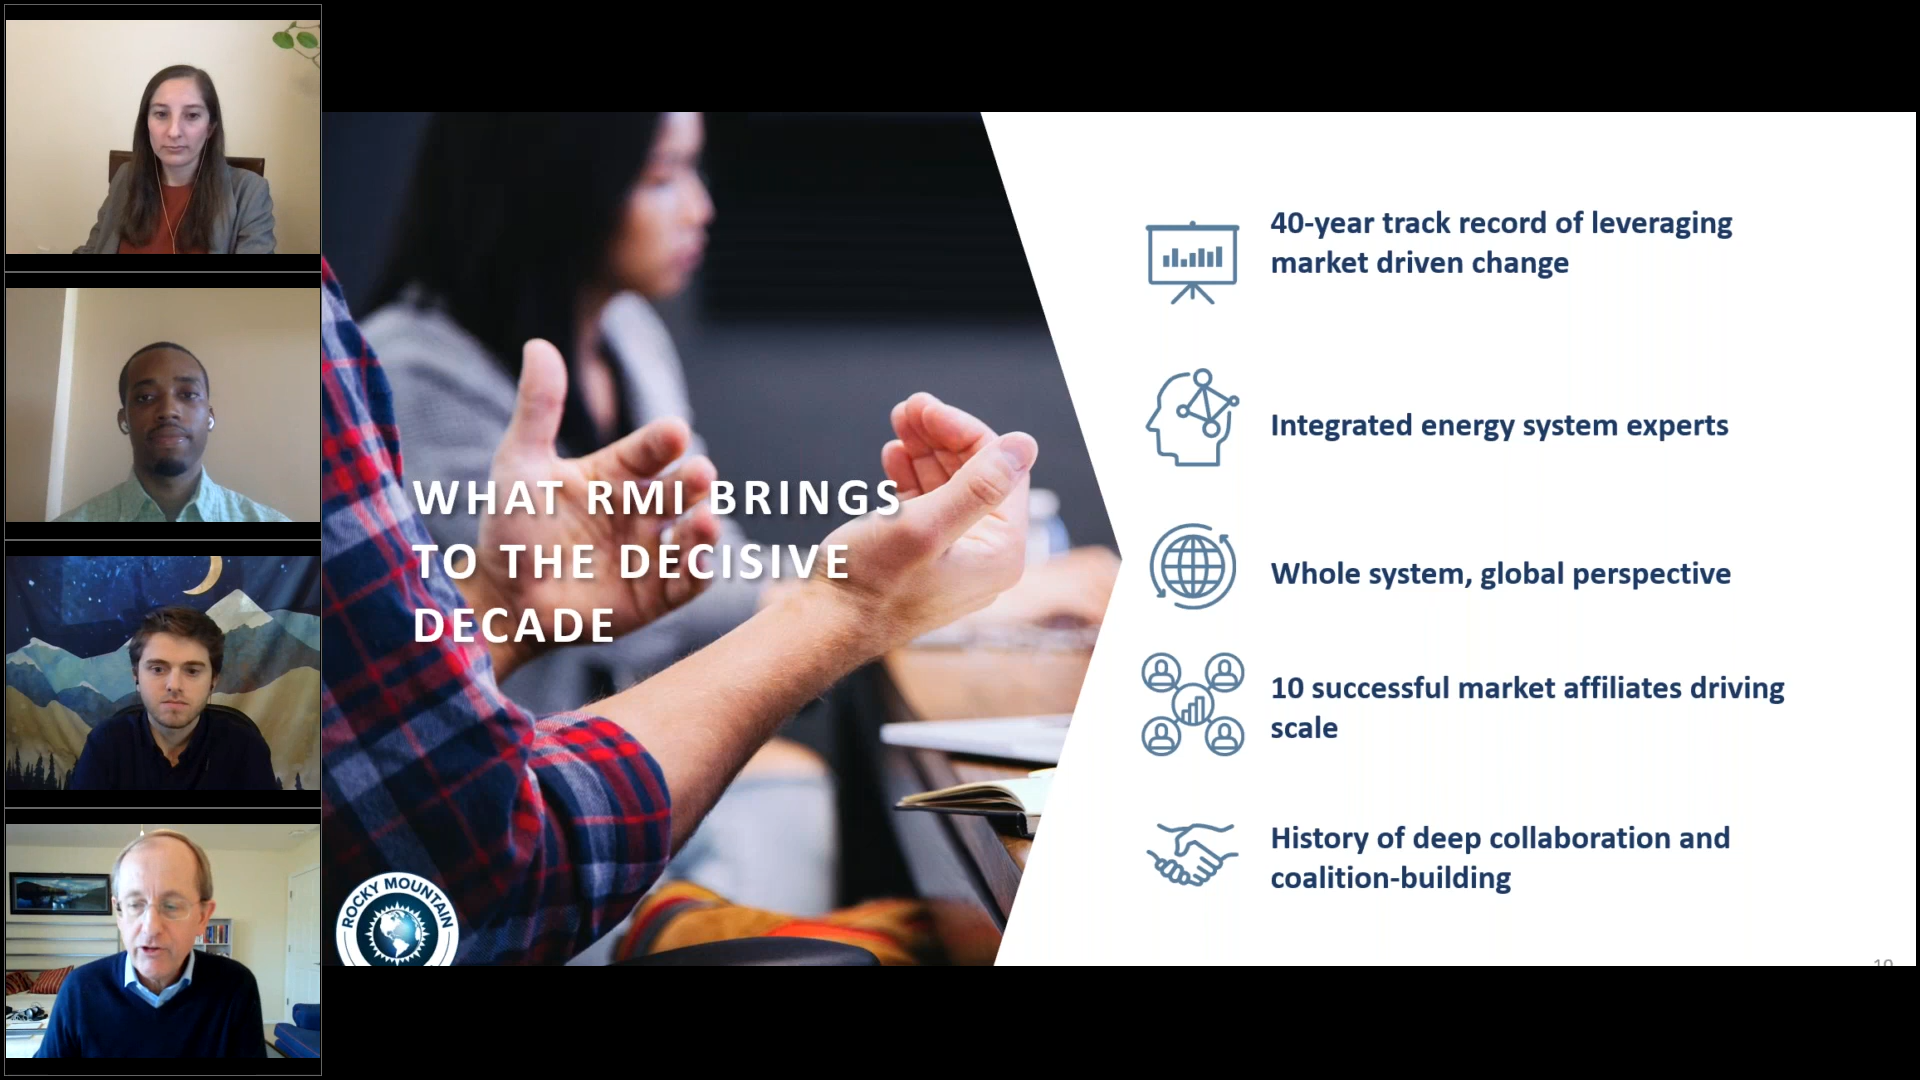 WHAT RMI BRINGS
TO THE DECISIVE
DECADE
ROCKY MOUNTAIN
40-year track record of leveraging
market driven change
Integrated energy system experts
Whole system, global perspective
10 successful market affiliates driving
scale
History of deep collaboration and
coalition-building